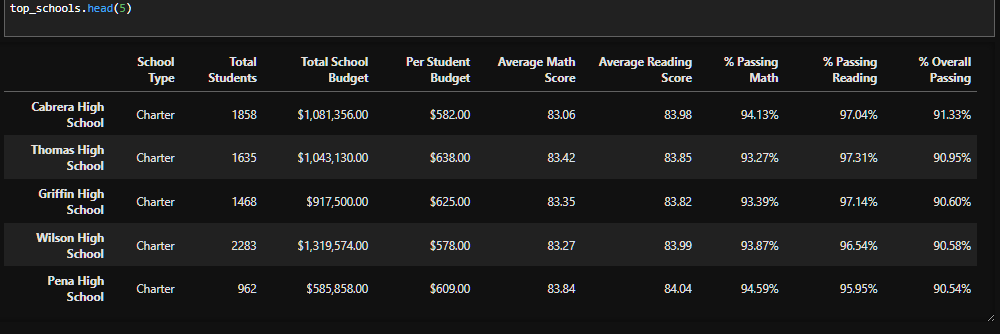 top_schools.head(5)
School Type Total Students Total School Budget Per Student Budget Average Math Score Average Reading Score % Passing Math % Passing Reading % Overall Passing
Cabrera High School Charter 1858 $1,081,356.00 $582.00 83.06 83.98 94.13% 97.04% 91.33%
Thomas High School Charter 1635 $1,043,130.00 $638.00 83.42 83.85 93.27% 97.31% 90.95%
Griffin High School Charter 1468 $917,500.00 $625.00 83.35 83.82 93.39% 97.14% 90.60%
Wilson High School Charter 2283 $1,319,574.00 $578.00 83.27 83.99 93.87% 96.54% 90.58%
Pena High School Charter 962 $585,858.00 $609.00 83.84 84.04 94.59% 95.95% 90.54%